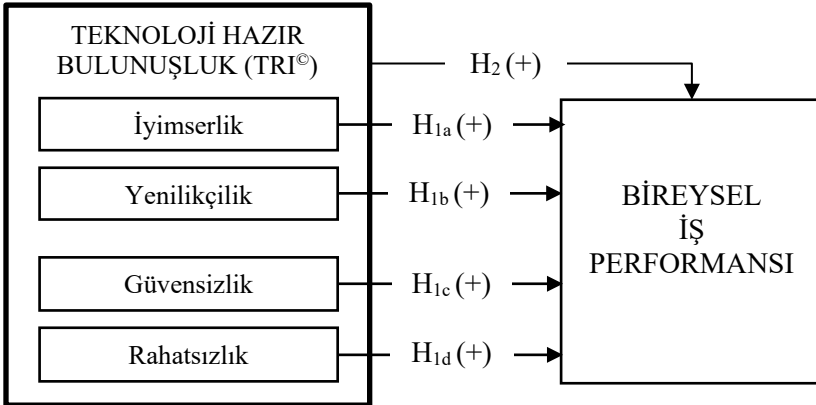 TEKNOLOJİ HAZIR
BULUNUŞLUK (TRI©)
H2 (+)
İyimserlik
H1a (+)
Yenilikçilik
H1b (+)
BİREYSEL
İŞ
PERFORMANSI
Güvensizlik
H1c (+)
Rahatsızlık
H1d (+)